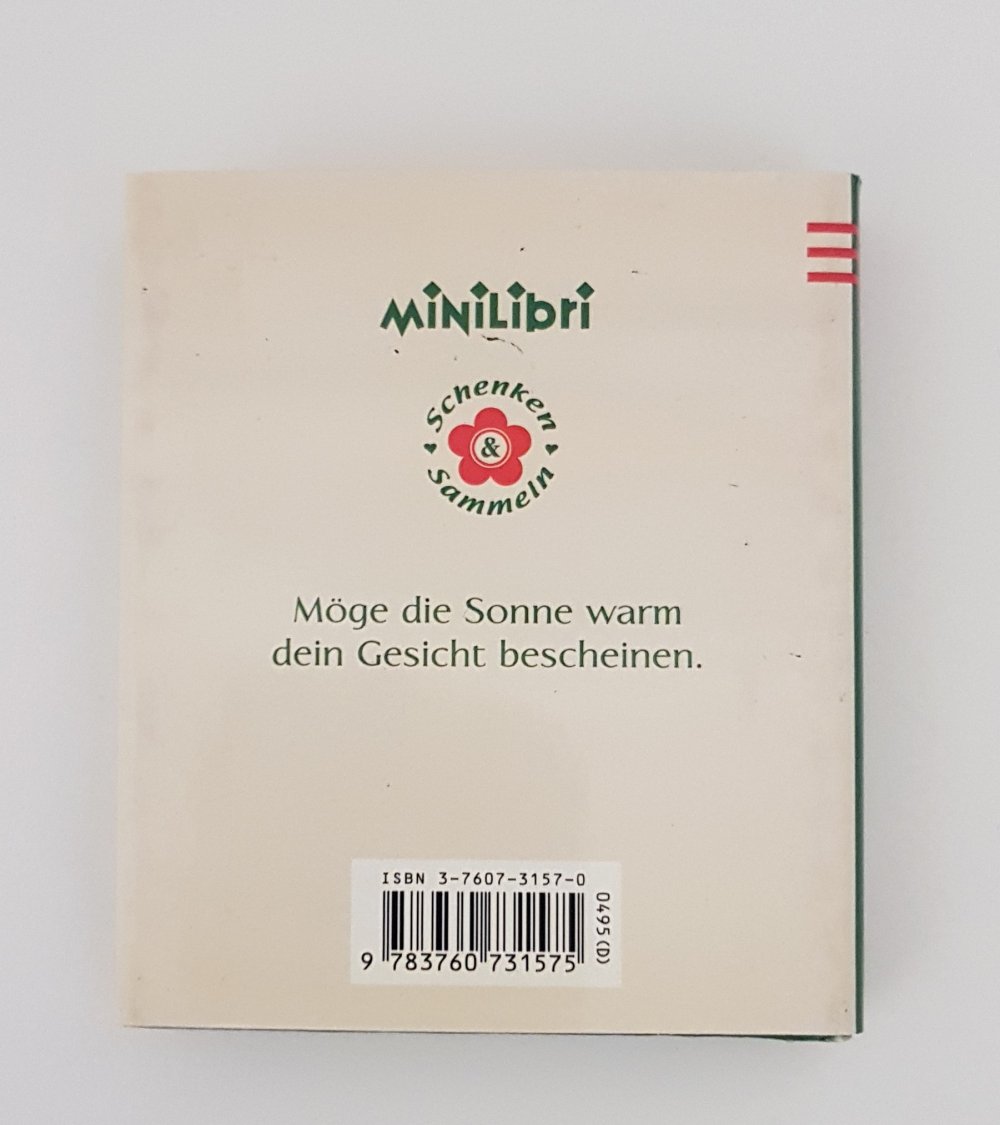 MiNiLibri
Schenken
&
Sammeln
Möge die Sonne warm
dein Gesicht bescheinen.
ISBN 3-7607-3157-0
0495 (D)
9 783760 731575